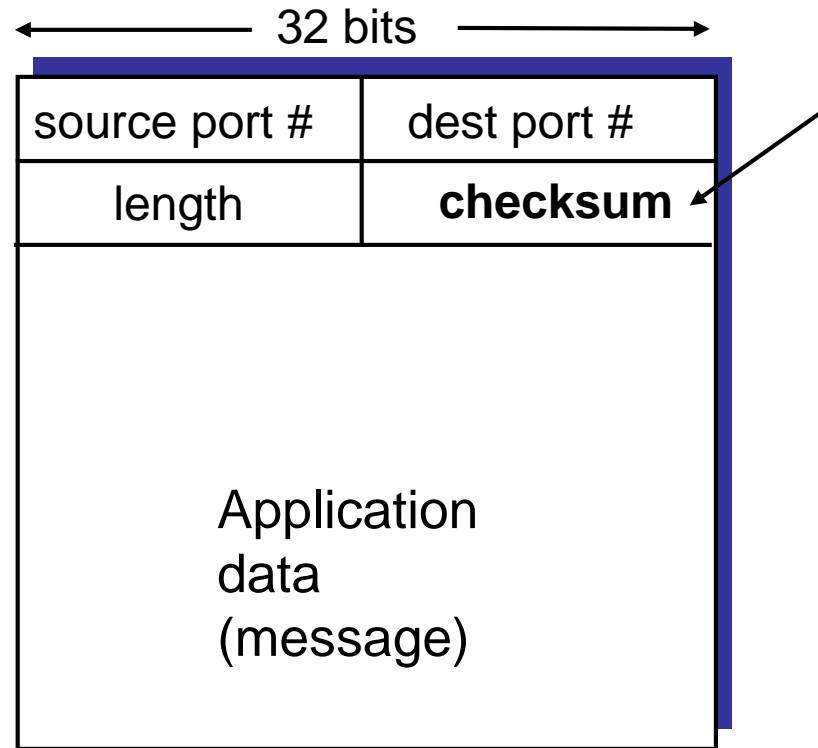 32 bits
source port # dest port #
length checksum
Application
data
(message)